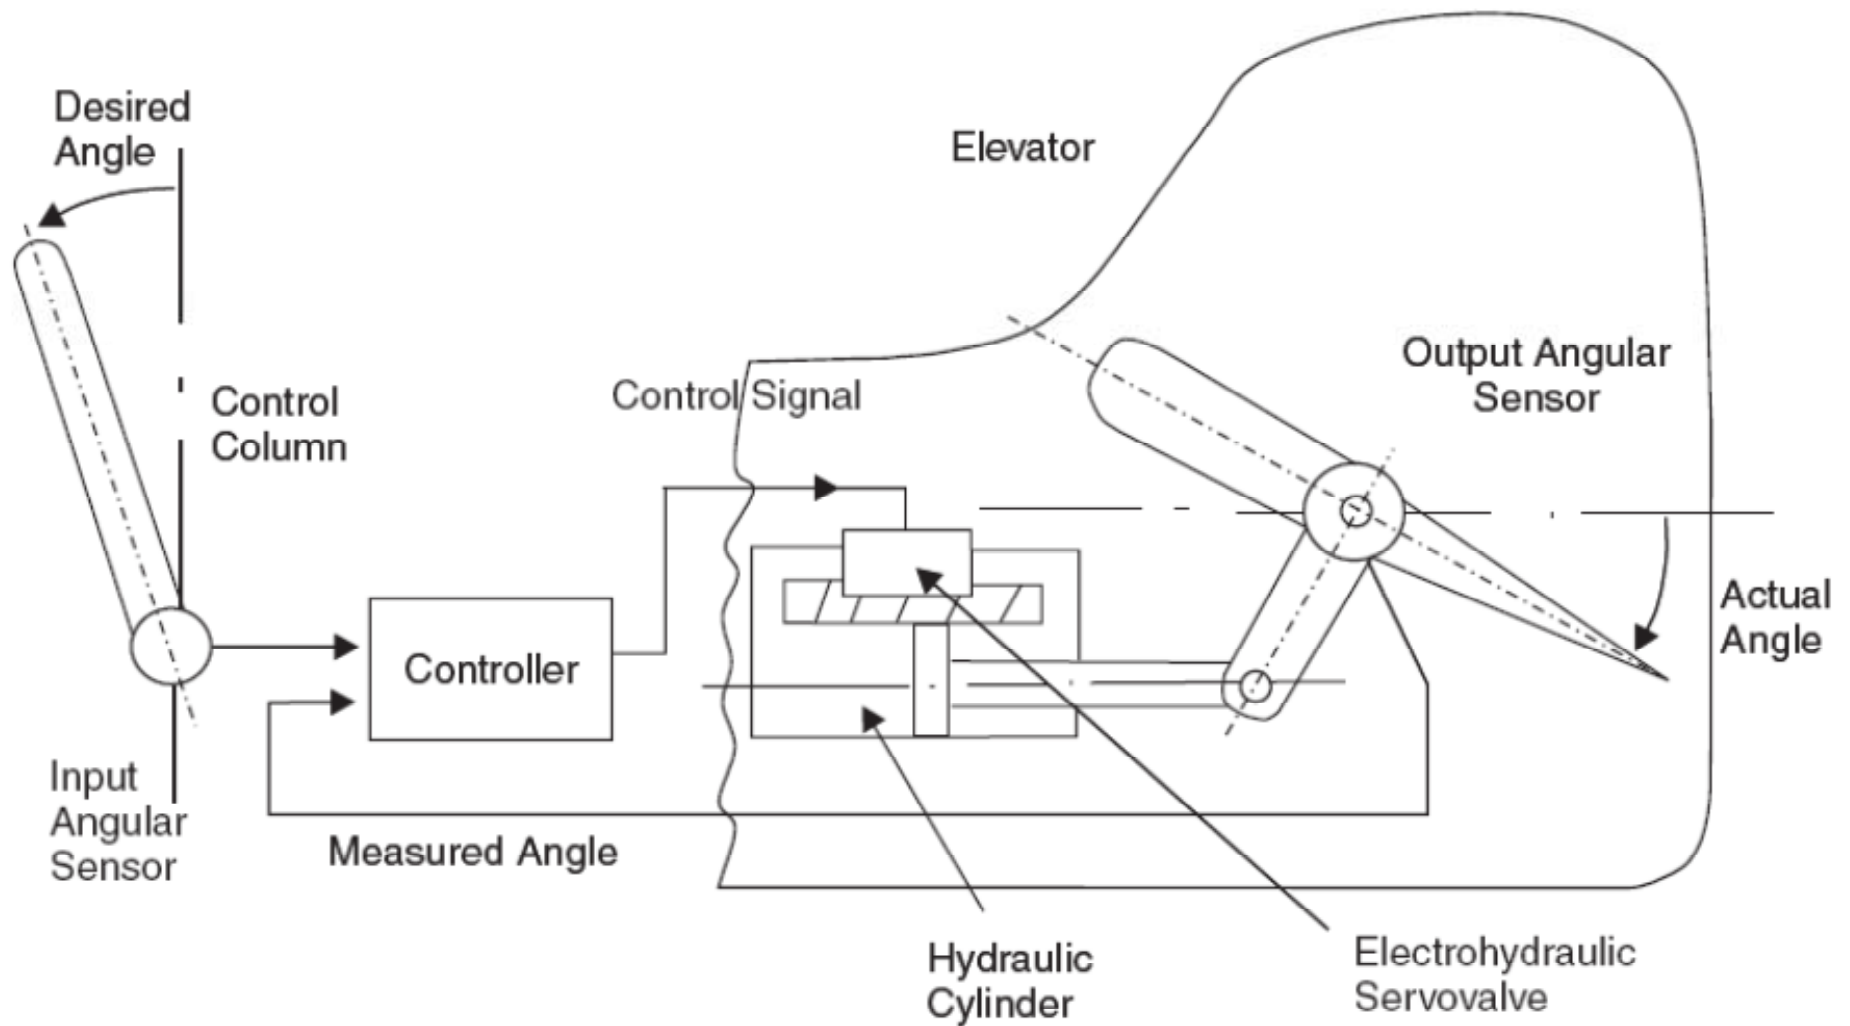 Desired
Angle
Elevator
Output Angular
Sensor
Control Signal
Control
Column
Actual
Angle
Controller
Input
Angular
Sensor
Measured Angle
Hydraulic
Cylinder
Electrohydraulic
Servovalve